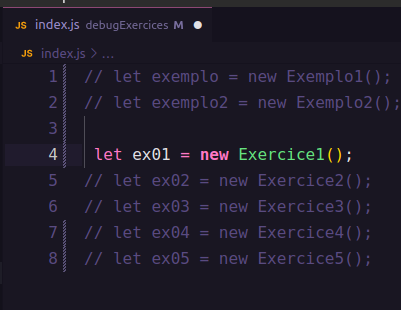 JS index.js debugExercices M
JS index.js > ...
1 // let exemplo = new Exemplo1();
2 // let exemplo2 = new Exemplo2();
3
4 let ex01 = new Exercice1();
5 // let ex02 = new Exercice2();
6 // let ex03 = new Exercice3();
7 // let ex04 = new Exercice4();
8 // let ex05 = new Exercice5();